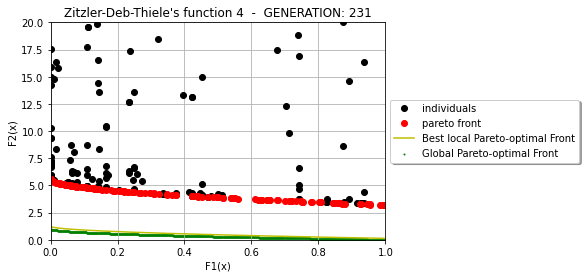 Zitzler-Deb-Thiele's function 4 - GENERATION: 231
20.0
17.5
15.0
12.5
10.0
7.5
5.0
2.5
0.0
F2(x)
0.0 0.2 0.4 0.6 0.8 1.0
F1(x)
individuals
pareto front
Best local Pareto-optimal Front
Global Pareto-optimal Front